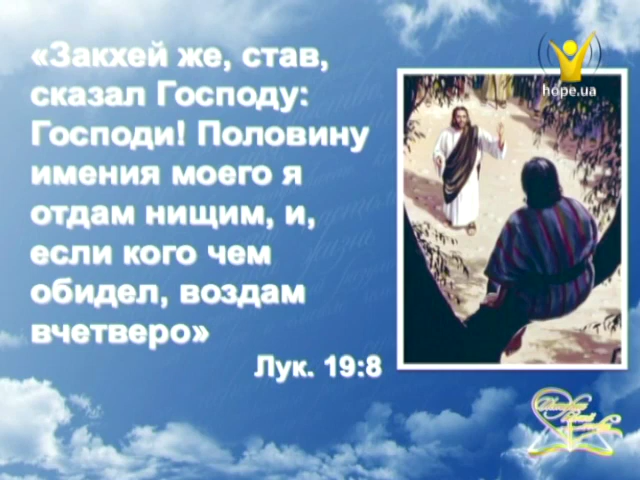 «Закхей же, став,
сказал Господу:
Господи! Половину
имения моего я
отдам нищим, и,
если кого чем
обидел, воздам
вчетверо»
Лук. 19:8
hope.ua